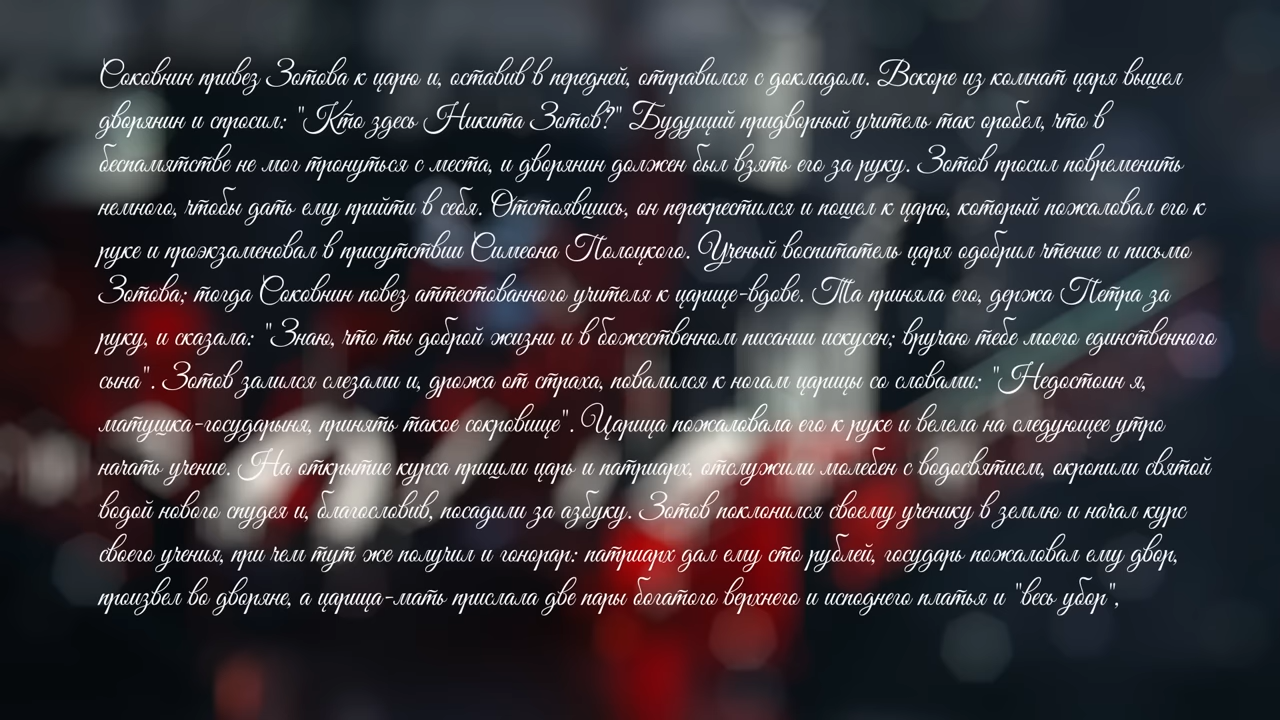 Соковнин привез Зотова к царю и, оставив в передней, отправился с докладом. Вскоре из комнат царя вышел
дворянин и спросил: "Кто здесь Никита Зотов?" Будущий придворный учитель так оробел, что в
беспамятстве не мог тронуться с места, и дворянин должен был взять его за руку. Зотов просил повременить
немного, чтобы дать ему прийти в себя. Отстоявшись, он перекрестился и пошел к царю, который пожаловал его к
руке и проэкзаменовал в присутствии Симеона Полоцкого. Ученый воспитатель царя одобрил чтение и письмо
Зотова; тогда Соковнин повез аттестованного учителя к царице-вдове. Та приняла его, держа Петра за
руку, и сказала: "Знаю, что ты доброй жизни и в божественном писании искусен; вручаю тебе моего единственного
сына". Зотов залился слезами и, дрожа от страха, повалился к ногам царицы со словами: "Недостоин я,
матушка-государыня, принять такое сокровище". Царица пожаловала его к руке и велела на следующее утро
начать учение. На открытие курса пришли царь и патриарх, отслужили молебен с водосвятием, окропили святой
водой нового спудея и, благословив, посадили за азбуку. Зотов поклонился своему ученику в землю и начал курс
своего учения, при чем тут же получил и гонорар: патриарх дал ему сто рублей, государь пожаловал ему двор,
произвел во дворяне, а царица-мать прислала две пары богатого верхнего и исподнего платья и "весь убор",